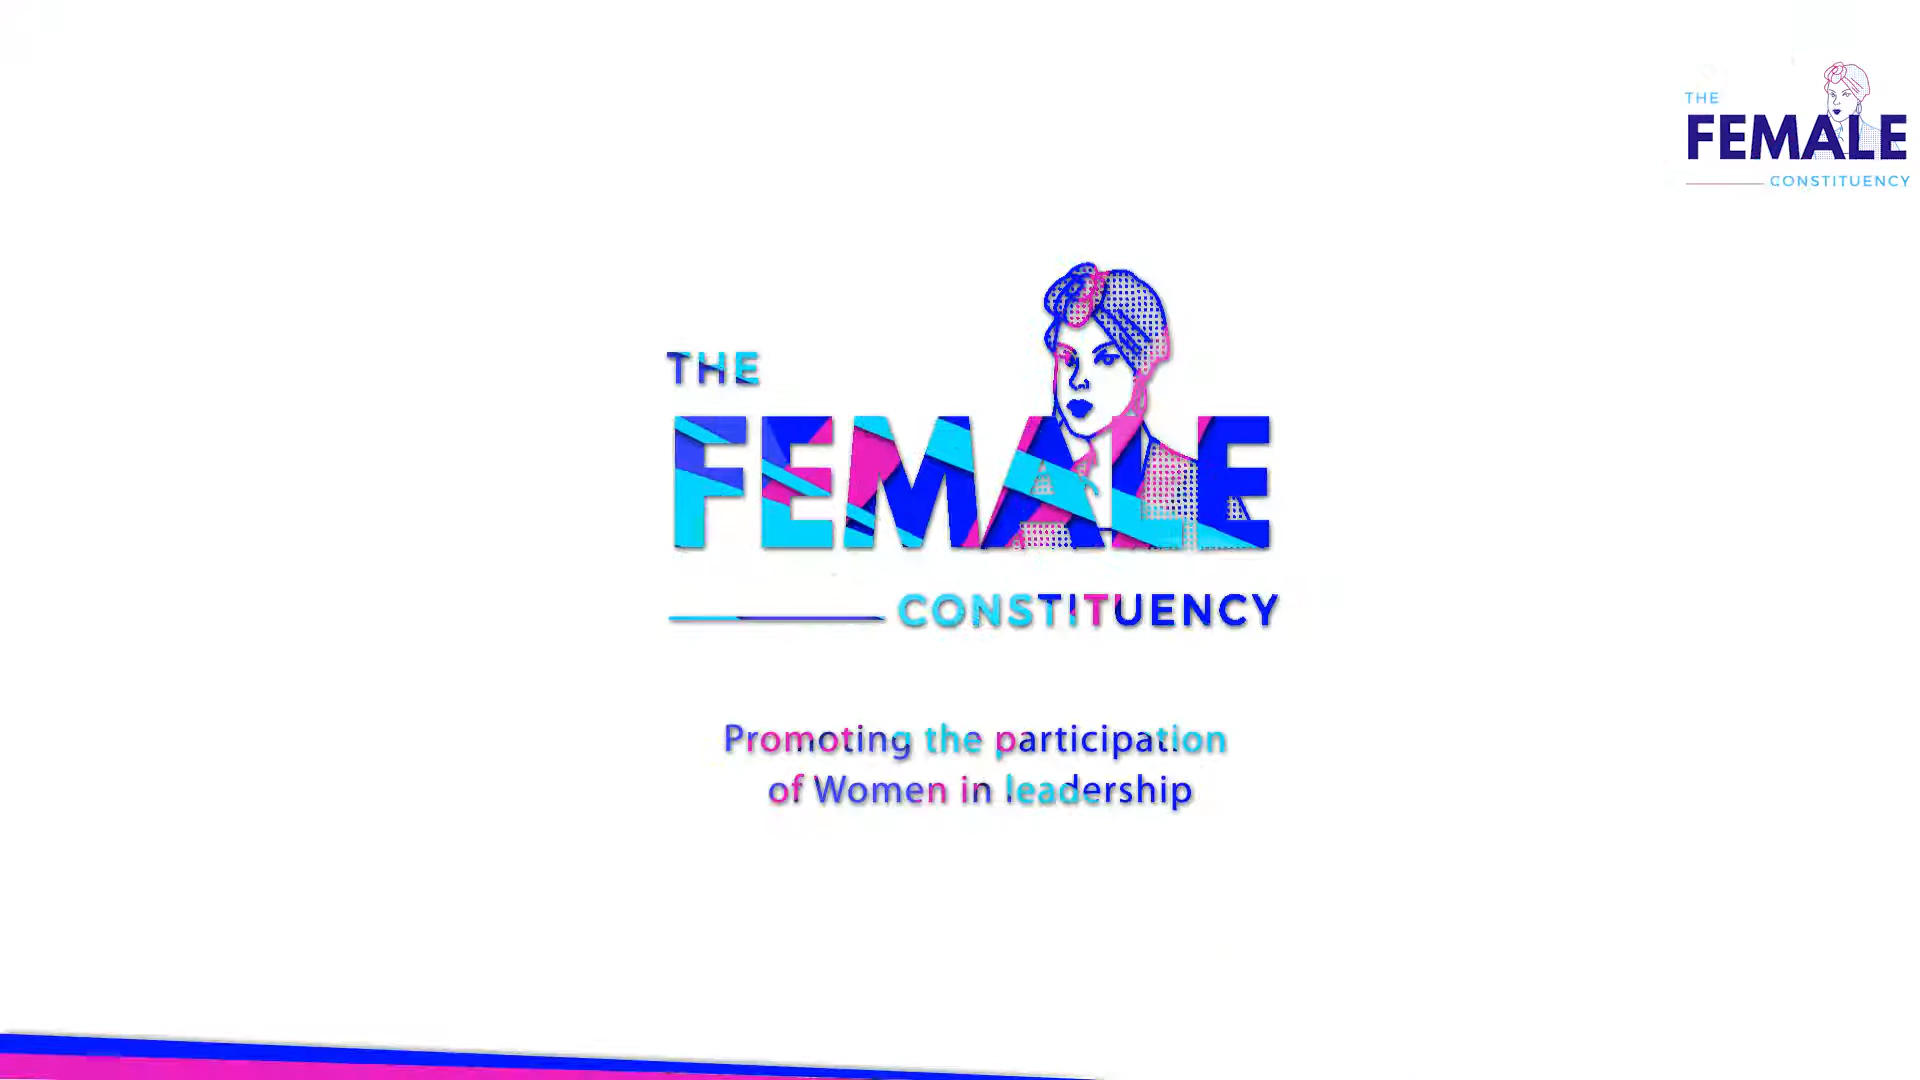 THE
FEMALE
CONSTITUENCY
THE
FEMALE
CONSTITUENCY
Promoting the participation
of Women in leadership